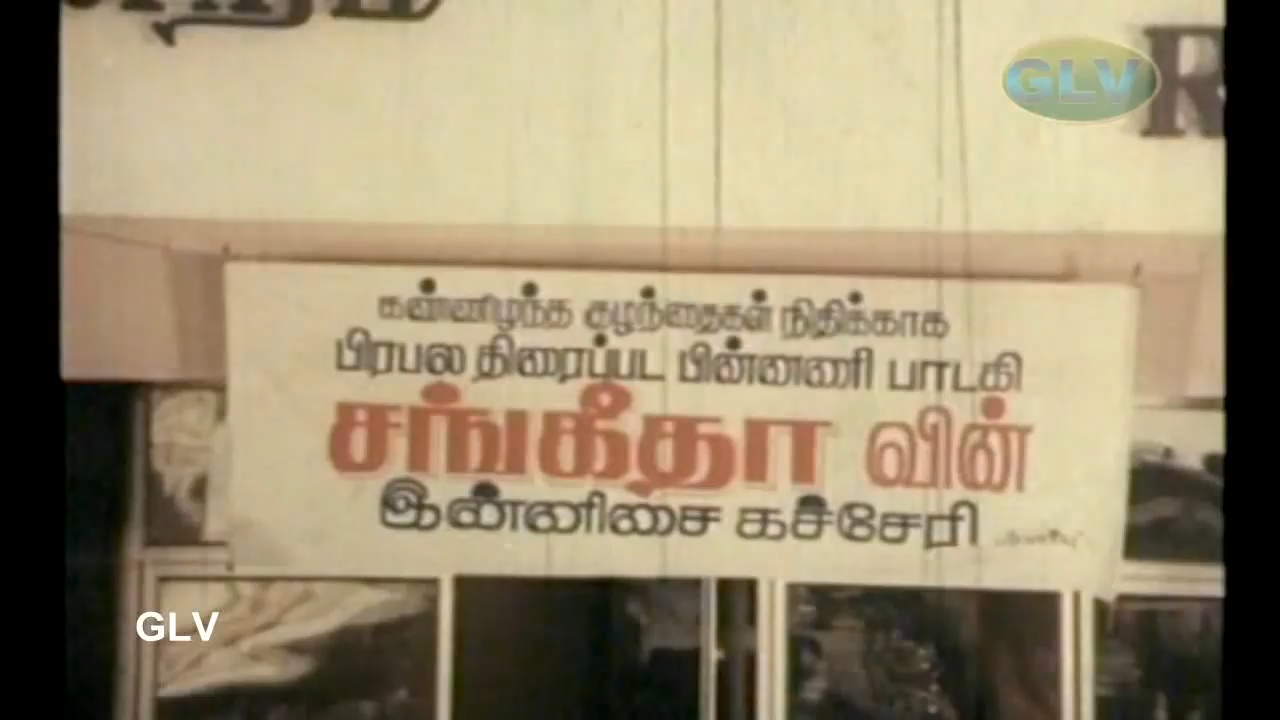 R
GLV
கண்ணிழந்த குழந்தைகள் நிதிக்காக
பிரபல திரைப்பட பின்னணி பாடகி
சங்கீதா வின்
இன்னிசை கச்சேரி
GLV